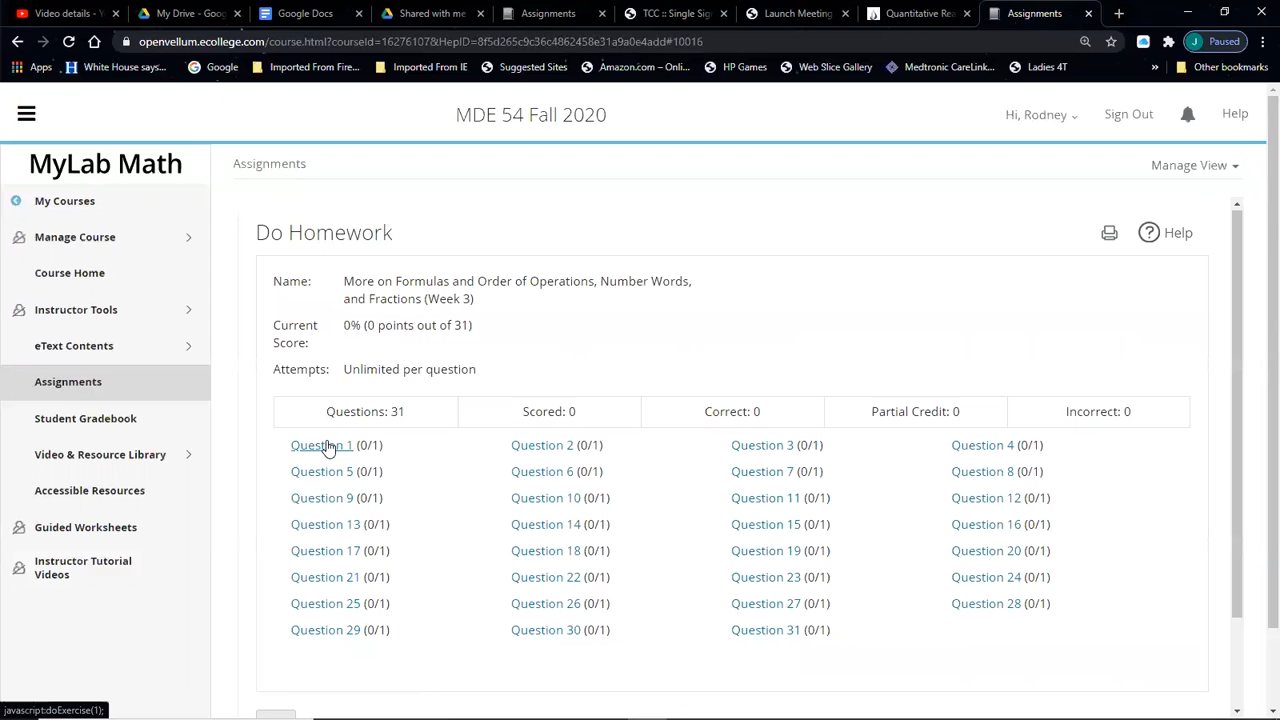 Video details - w
My Drive - Goog
Google Docs
Shared with me
Assignments
TCC :: Single Sign
Launch Meeting
Quantitative Re
Assignments
openvellum.ecollege.com/course.html?courseId=16276107&HepID=8f5d265c9c36c4862458e31a9a0e4add#10016
J Paused
Apps
White House says...
Google
Imported From Fire...
Imported From IE
Suggested Sites
Amazon.com – Onli...
HP Games
Web Slice Gallery
Medtronic CareLink...
Ladies 4T
»
Other bookmarks
MDE 54 Fall 2020
Hi, Rodney
Sign Out
Help
MyLab Math
Assignments
Manage View
My Courses
Manage Course
Course Home
Instructor Tools
eText Contents
Assignments
Student Gradebook
Video & Resource Library
Accessible Resources
Guided Worksheets
Instructor Tutorial
Videos
Do Homework
? Help
Name: More on Formulas and Order of Operations, Number Words,
and Fractions (Week 3)
Current 0% (0 points out of 31)
Score:
Attempts: Unlimited per question
Questions: 31 Scored: 0 Correct: 0 Partial Credit: 0 Incorrect: 0
Question 1 (0/1) Question 2 (0/1) Question 3 (0/1) Question 4 (0/1)
Question 5 (0/1) Question 6 (0/1) Question 7 (0/1) Question 8 (0/1)
Question 9 (0/1) Question 10 (0/1) Question 11 (0/1) Question 12 (0/1)
Question 13 (0/1) Question 14 (0/1) Question 15 (0/1) Question 16 (0/1)
Question 17 (0/1) Question 18 (0/1) Question 19 (0/1) Question 20 (0/1)
Question 21 (0/1) Question 22 (0/1) Question 23 (0/1) Question 24 (0/1)
Question 25 (0/1) Question 26 (0/1) Question 27 (0/1) Question 28 (0/1)
Question 29 (0/1) Question 30 (0/1) Question 31 (0/1)
javascript:doExercise(1);